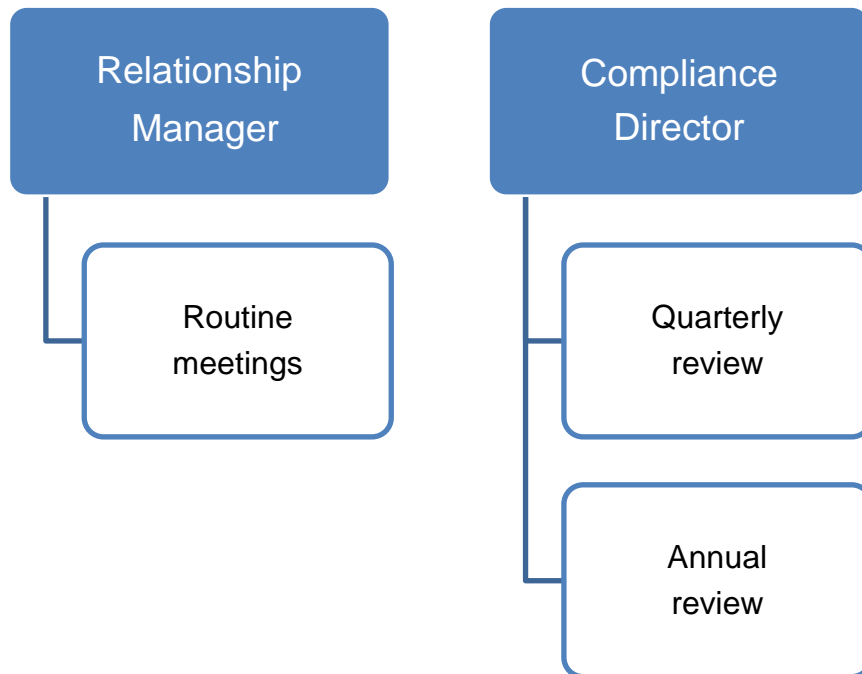 Relationship
Manager
Routine
meetings
Compliance
Director
Quarterly
review
Annual
review